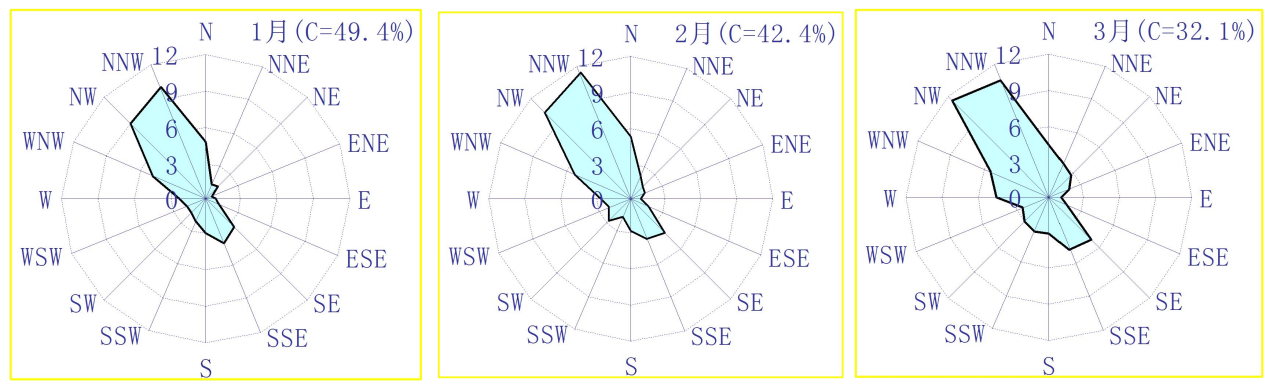 N 1月(C=49.4%)
NNW 12 NNE
NW 9 NE
WNW 6 ENE
3
W 0 E
WSW ESE
SW SE
SSW SSE
S
N 2月(C=42.4%)
NNW 12 NNE
NW 9 NE
WNW 6 ENE
3
W 0 E
WSW ESE
SW SE
SSW SSE
S
N 3月(C=32.1%)
NNW 12 NNE
NW 9 NE
WNW 6 ENE
3
W 0 E
WSW ESE
SW SE
SSW SSE
S